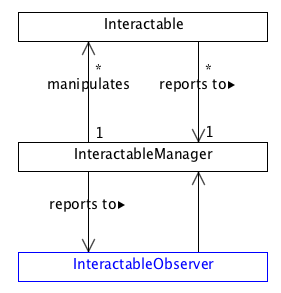 Interactable
* *
manipulates reports to▶
1 1
InteractableManager
reports to▶
InteractableObserver